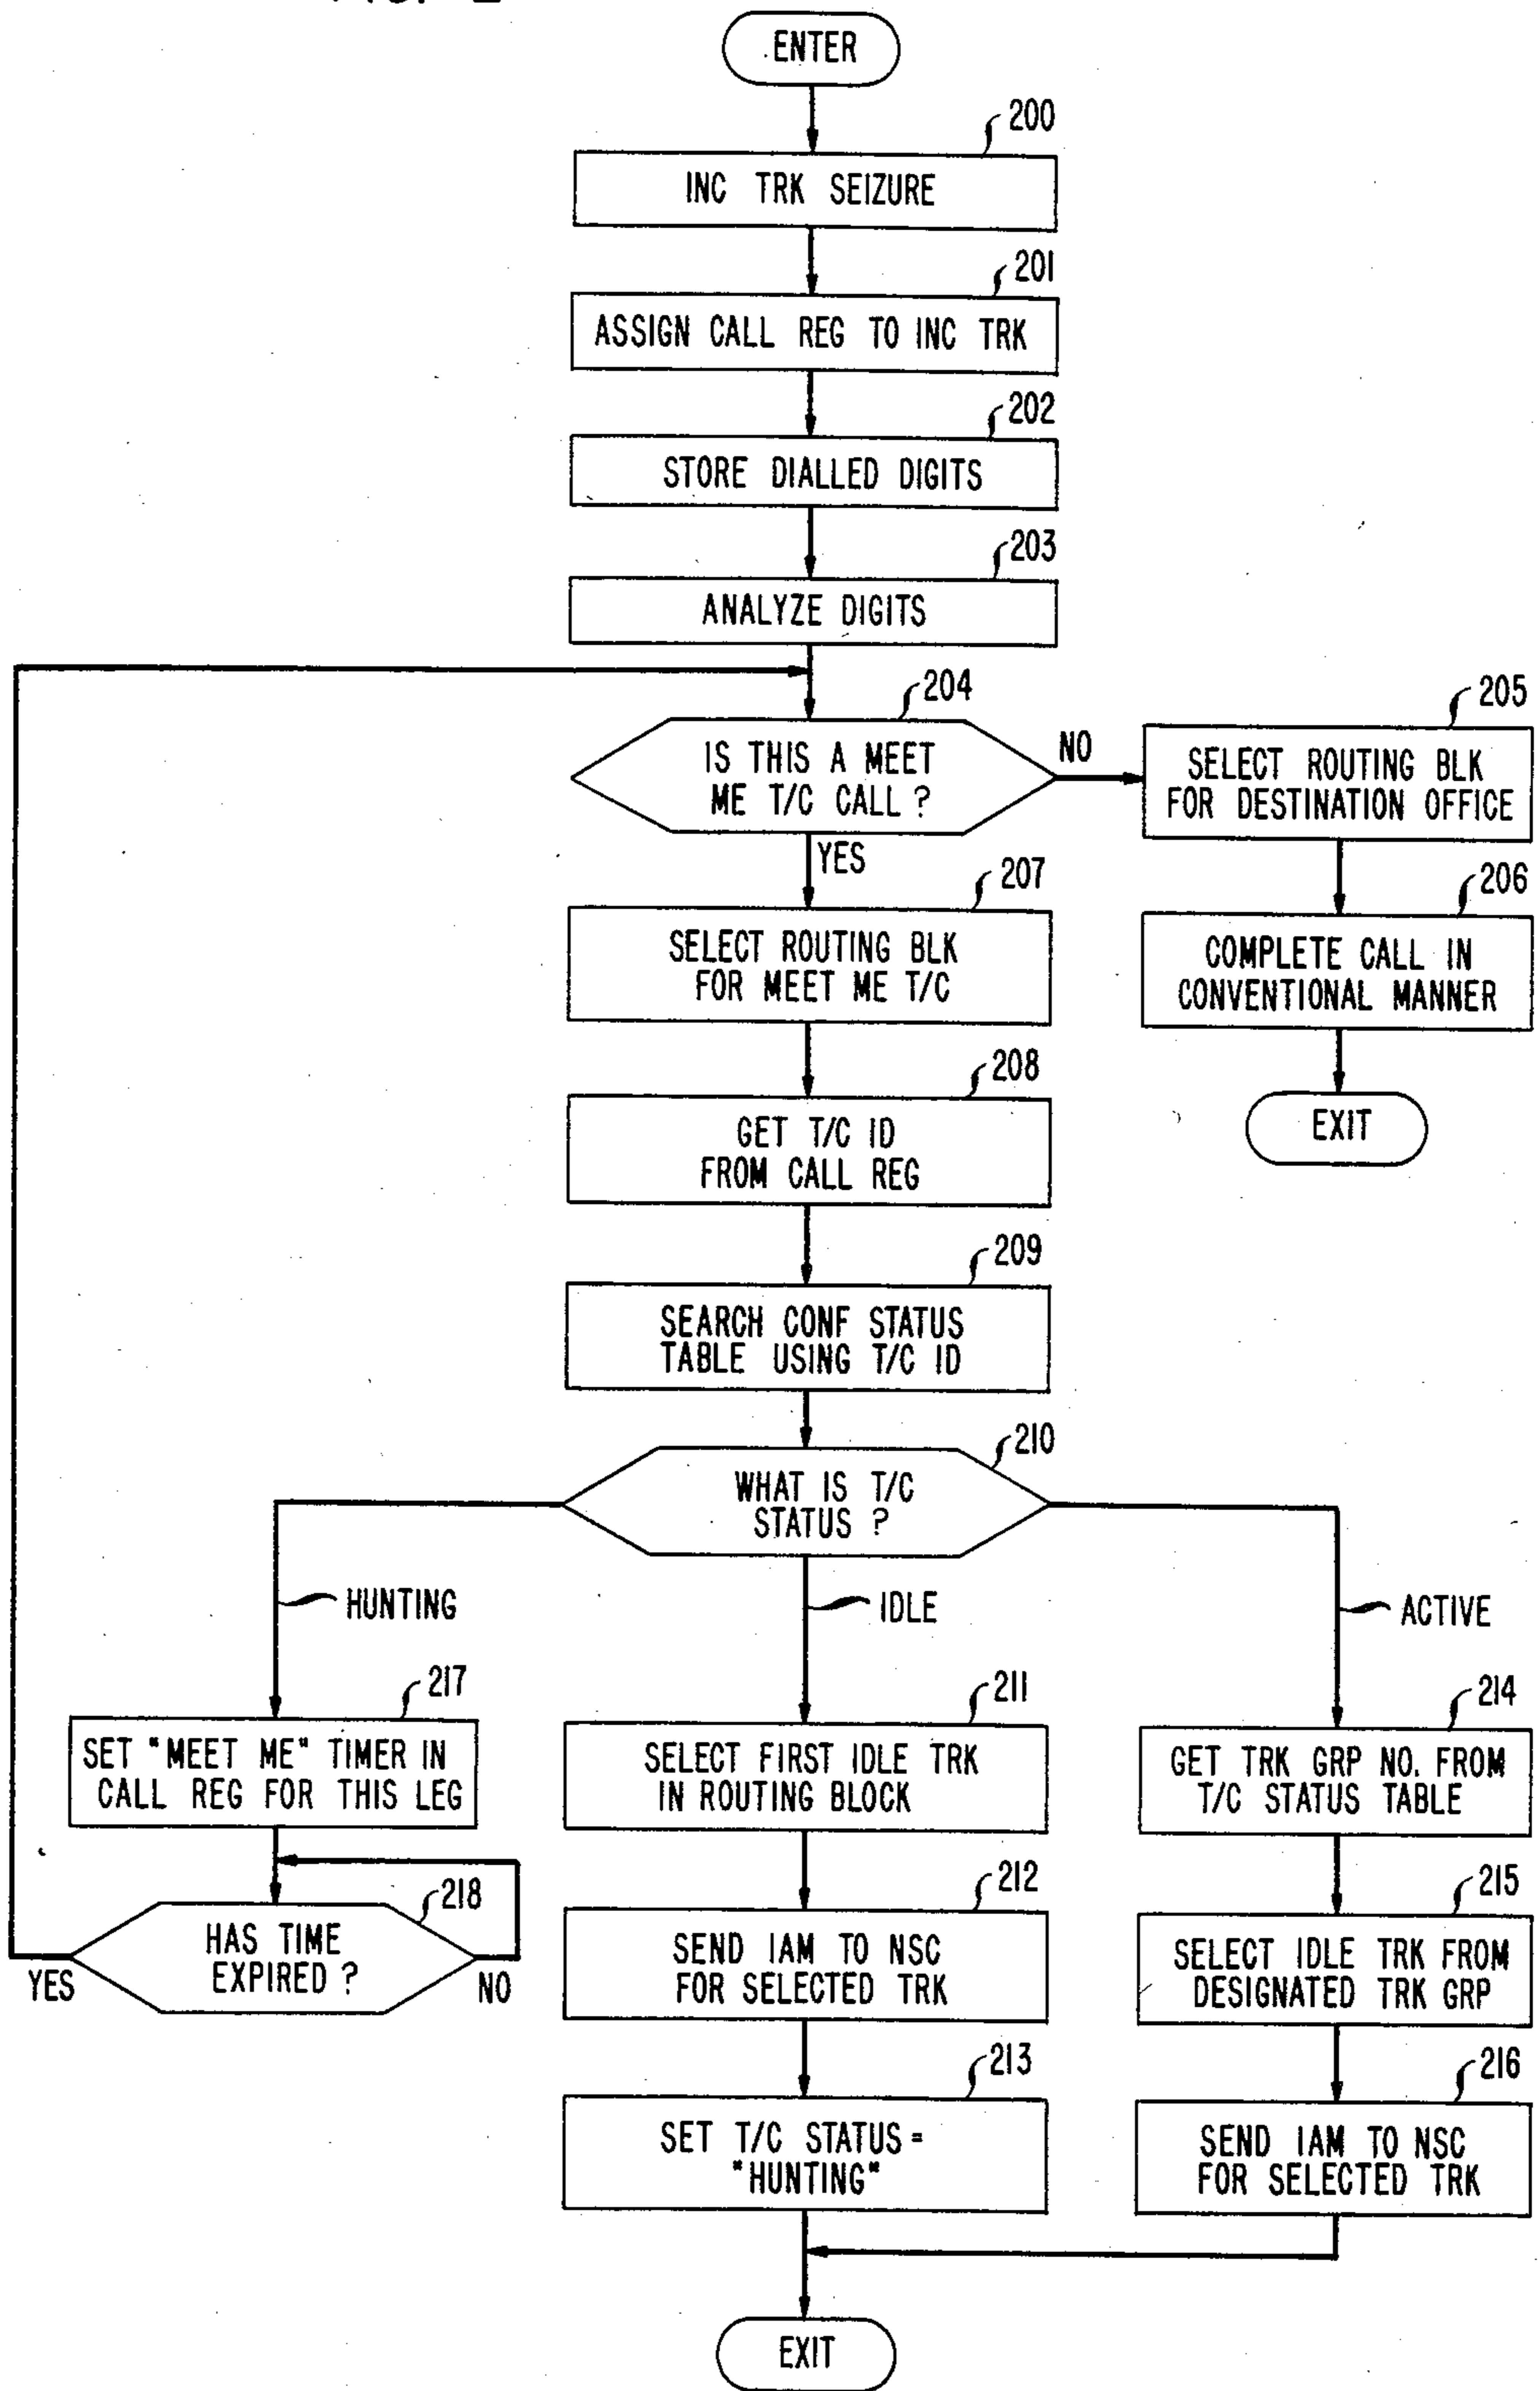 ENTER
200
INC TRK SEIZURE
201
ASSIGN CALL REG TO INC TRK
202
STORE DIALLED DIGITS
203
ANALYZE DIGITS
204
IS THIS A MEET
ME T/C CALL ?
NO
YES
205
SELECT ROUTING BLK
FOR DESTINATION OFFICE
206
COMPLETE CALL IN
CONVENTIONAL MANNER
EXIT
207
SELECT ROUTING BLK
FOR MEET ME T/C
208
GET T/C ID
FROM CALL REG
209
SEARCH CONF STATUS
TABLE USING T/C ID
210
WHAT IS T/C
STATUS ?
HUNTING
IDLE
ACTIVE
217
SET "MEET ME" TIMER IN
CALL REG FOR THIS LEG
218
HAS TIME
EXPIRED ?
YES
NO
211
SELECT FIRST IDLE TRK
IN ROUTING BLOCK
212
SEND IAM TO NSC
FOR SELECTED TRK
213
SET T/C STATUS =
"HUNTING"
214
GET TRK GRP NO. FROM
T/C STATUS TABLE
215
SELECT IDLE TRK FROM
DESIGNATED TRK GRP
216
SEND IAM TO NSC
FOR SELECTED TRK
EXIT